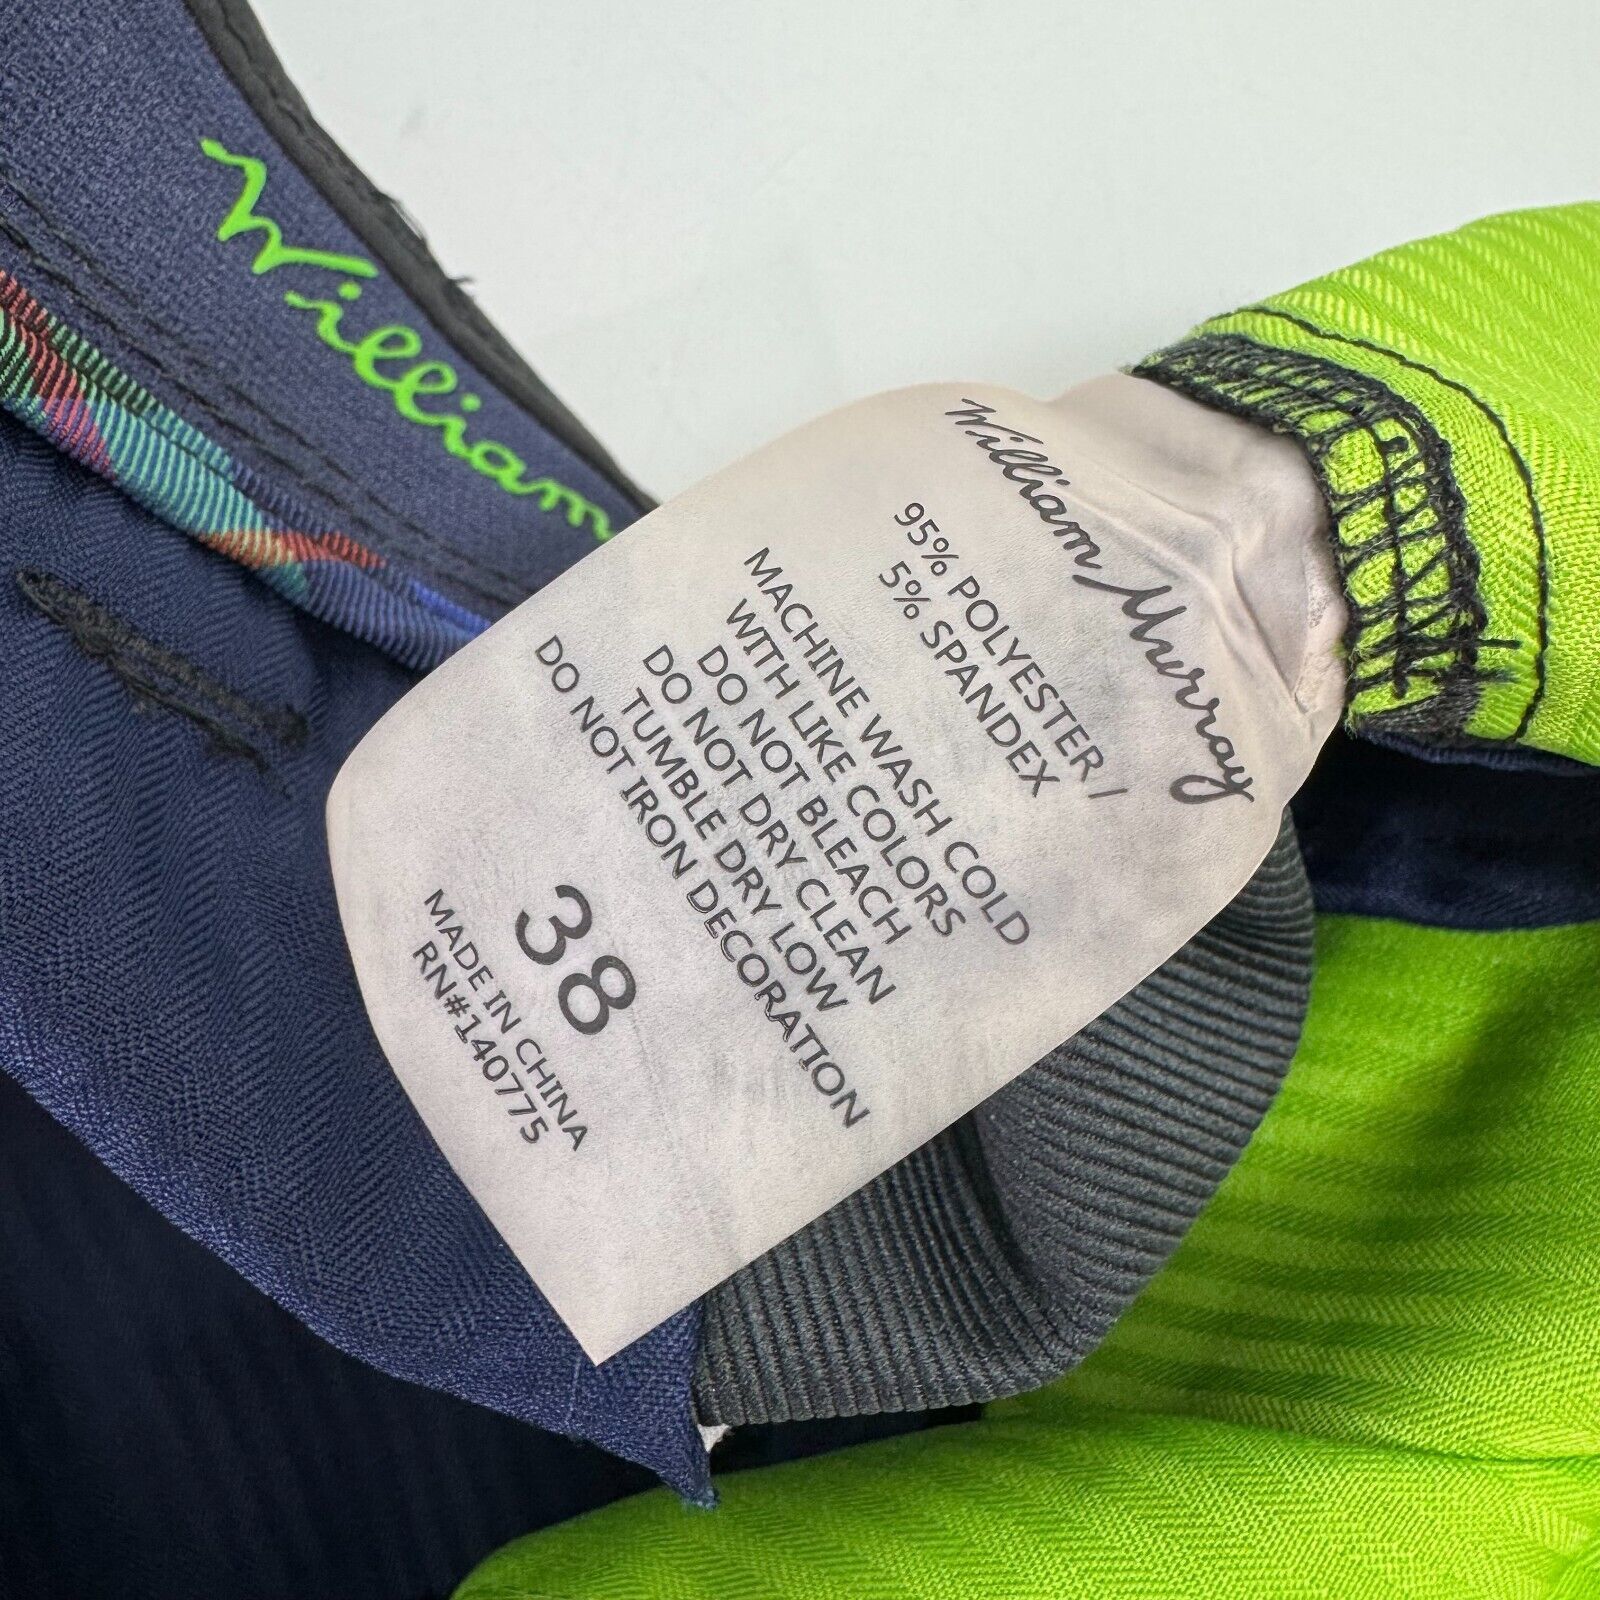 William
William Murray
95% POLYESTER /
5% SPANDEX
MACHINE WASH COLD
WITH LIKE COLORS
DO NOT BLEACH
DO NOT DRY CLEAN
TUMBLE DRY LOW
DO NOT IRON DECORATION
38
MADE IN CHINA
RN#140775